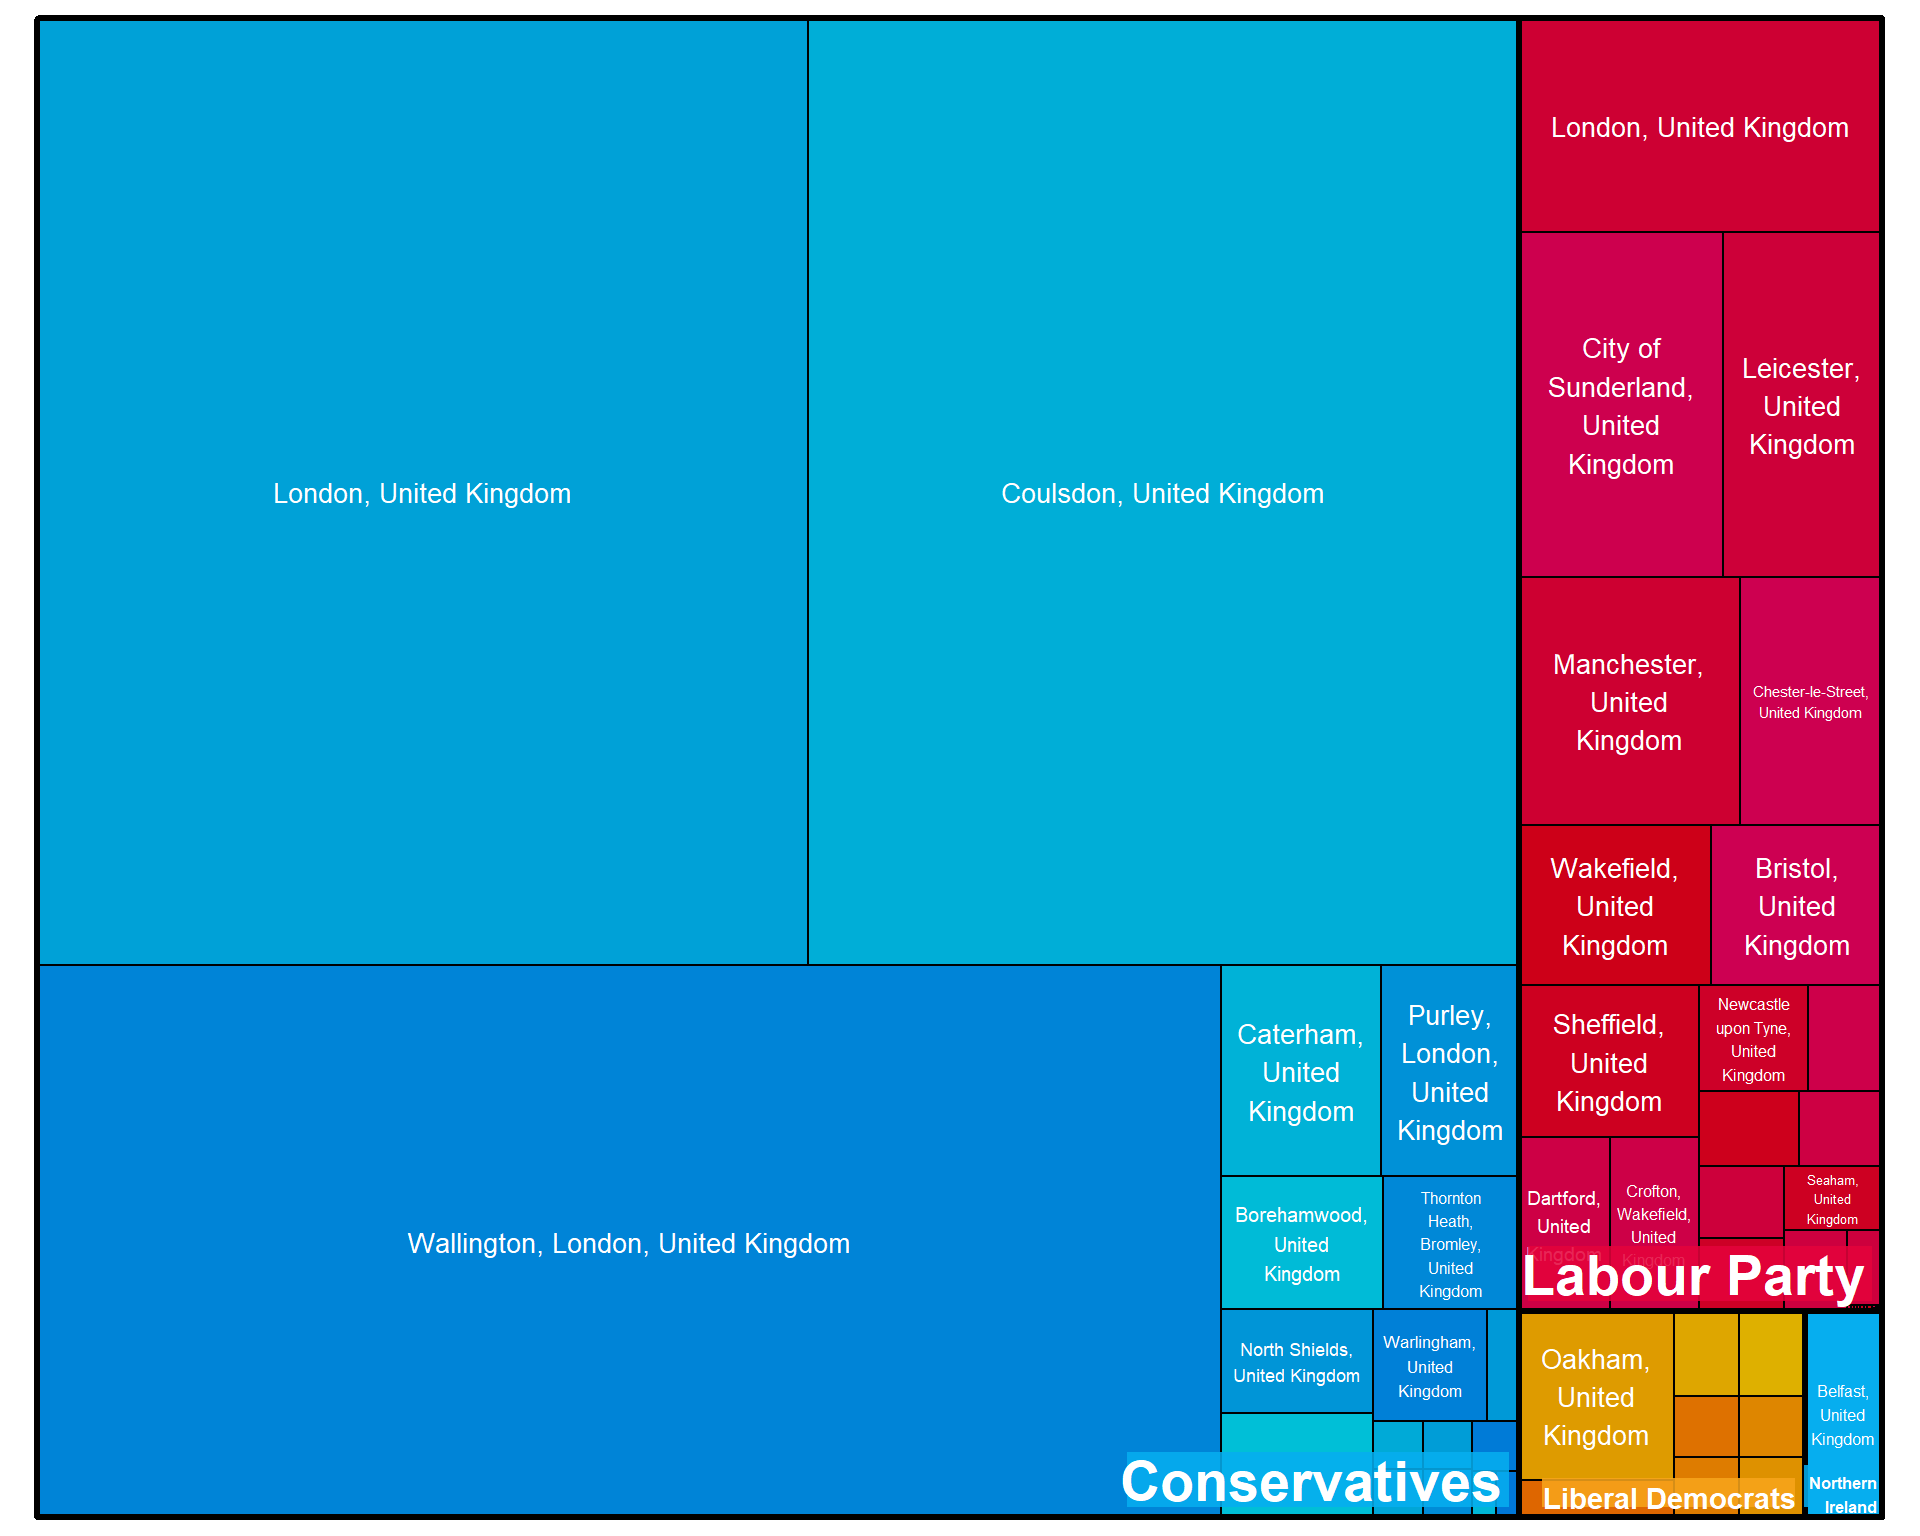 London, United Kingdom
Coulsdon, United Kingdom
Wallington, London, United Kingdom
Caterham,
United
Kingdom
Purley,
London,
United
Kingdom
Borehamwood,
United
Kingdom
Thornton
Heath,
Bromley,
United
Kingdom
North Shields,
United Kingdom
Warlingham,
United
Kingdom
Conservatives
London, United Kingdom
City of
Sunderland,
United
Kingdom
Leicester,
United
Kingdom
Manchester,
United
Kingdom
Chester-le-Street,
United Kingdom
Wakefield,
United
Kingdom
Bristol,
United
Kingdom
Sheffield,
United
Kingdom
Newcastle
upon Tyne,
United
Kingdom
Dartford,
United
Kingdom
Crofton,
Wakefield,
United
Kingdom
Seaham,
United
Kingdom
Labour Party
Oakham,
United
Kingdom
Liberal Democrats
Belfast,
United
Kingdom
Northern
Ireland